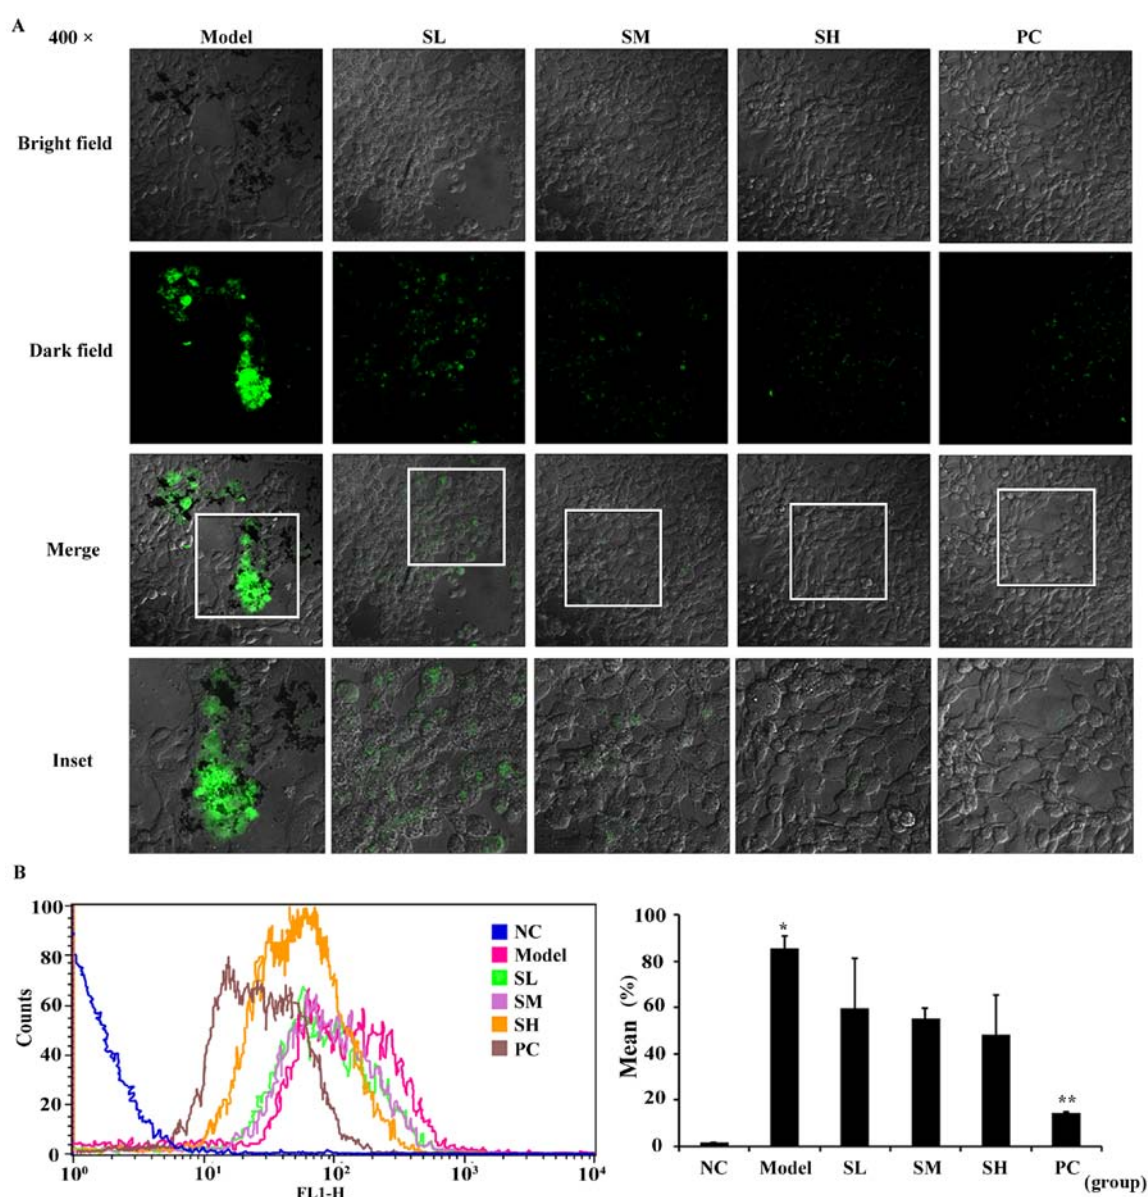 A
400 × Model SL SM SH PC
Bright field
Dark field
Merge
Inset
B
100
80
60
40
20
0
Counts
10⁰ 10¹ 10² 10³ 10⁴
FL1-H
NC
Model
SL
SM
SH
PC
100
80
60
40
20
0
Mean (%)
*
**
NC Model SL SM SH PC
(group)